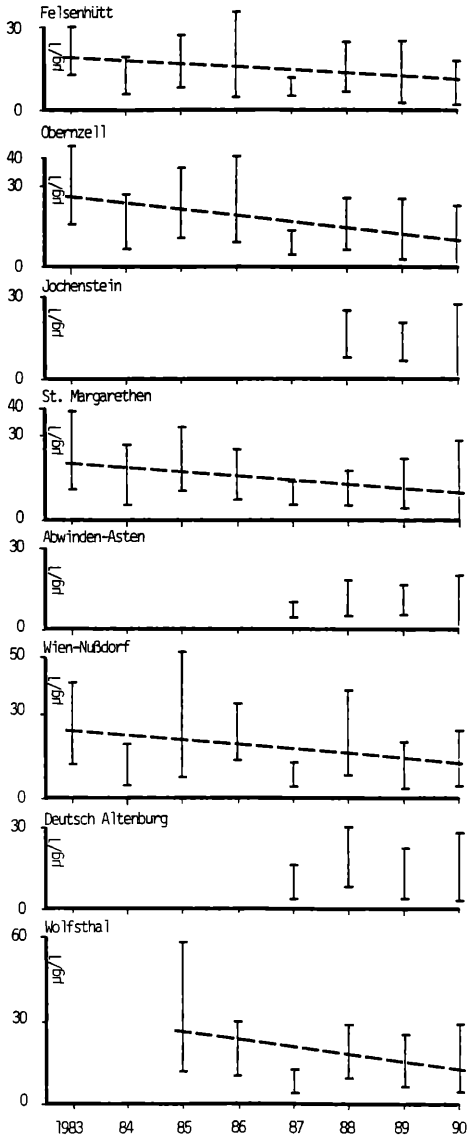 Felsenhütt
30
µg/l
0
Obernzell
40
30
µg/l
0
Jochenstein
30
µg/l
0
St. Margarethen
40
30
µg/l
0
Abwinden-Asten
30
µg/l
0
Wien-Nußdorf
50
µg/l
30
0
Deutsch Altenburg
30
µg/l
0
Wolfsthal
60
µg/l
30
0
1983 84 85 86 87 88 89 90